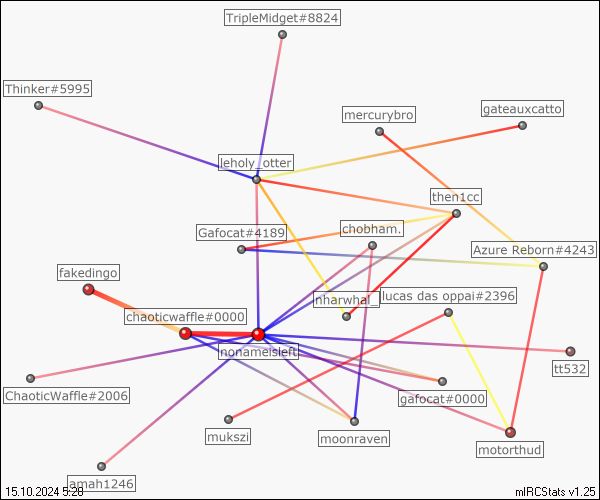 TripleMidget#8824
Thinker#5995
gateauxcatto
mercurybro
leholy_otter
then1cc
chobham.
Gafocat#4189
Azure Reborn#4243
fakedingo
lucas das oppai#2396
nharwhal_
chaoticwaffle#0000
nonameisleft
tt532
ChaoticWaffle#2006
gafocat#0000
mukszi
moonraven
motorthud
amah1246
15.10.2024 5:28
mIRCStats v1.25